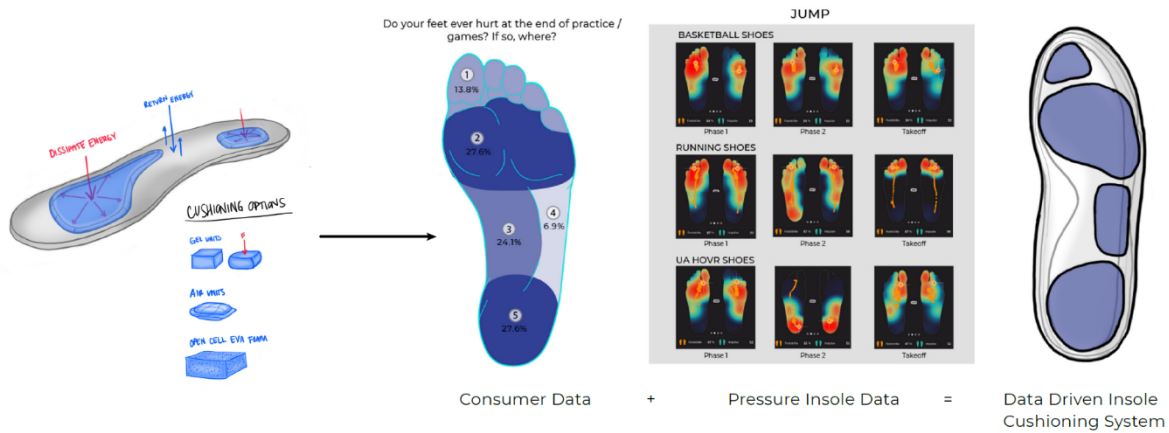 RETURN ENERGY
DISSIPATE ENERGY
CUSHIONING OPTIONS
GEL UNITS
F
AIR UNITS
OPEN CELL EVA FOAM
Do your feet ever hurt at the end of practice /
games? If so, where?
1
13.8%
2
27.6%
3
24.1%
4
6.9%
5
27.6%
JUMP
BASKETBALL SHOES
Phase 1
Phase 2
Takeoff
RUNNING SHOES
Phase 1
Phase 2
Takeoff
UA HOVR SHOES
Phase 1
Phase 2
Takeoff
Consumer Data + Pressure Insole Data = Data Driven Insole
Cushioning System